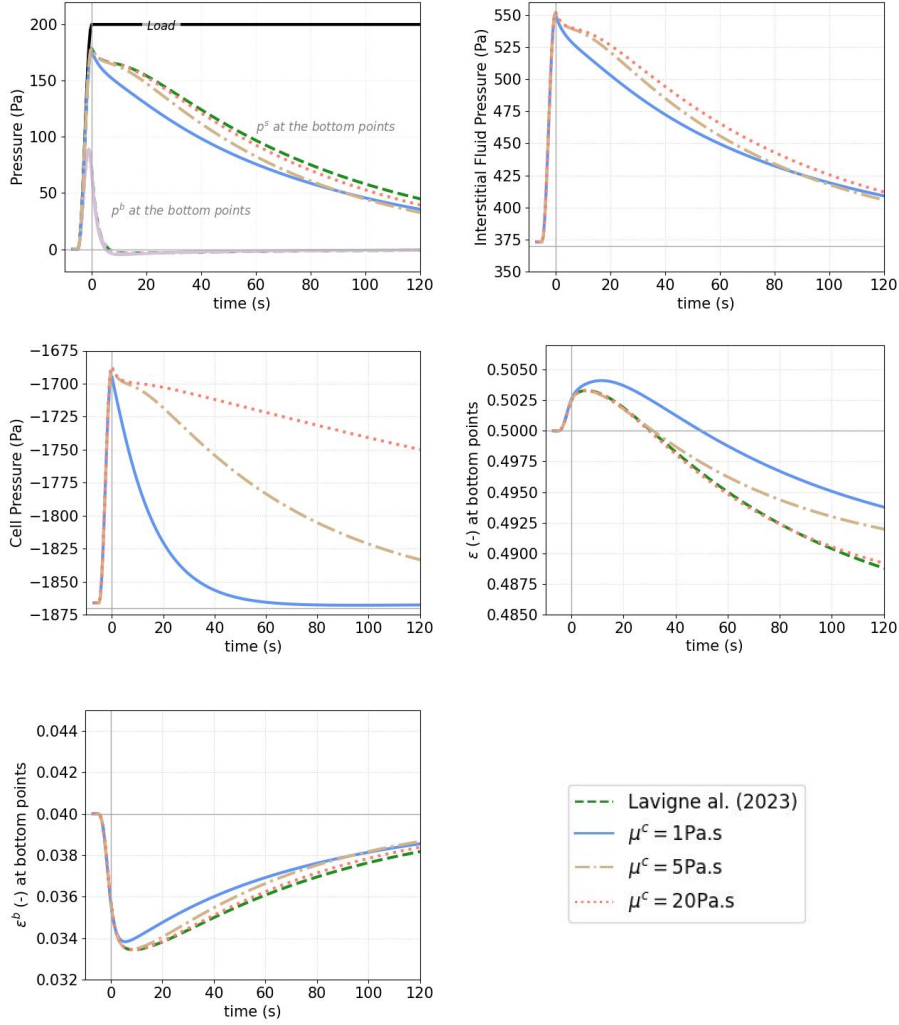 200
150
100
50
0
Pressure (Pa)
Load
p^s at the bottom points
p^b at the bottom points
0 20 40 60 80 100 120
time (s)
550
525
500
475
450
425
400
375
350
Interstitial Fluid Pressure (Pa)
0 20 40 60 80 100 120
time (s)
−1675
−1700
−1725
−1750
−1775
−1800
−1825
−1850
−1875
Cell Pressure (Pa)
0 20 40 60 80 100 120
time (s)
0.5050
0.5025
0.5000
0.4975
0.4950
0.4925
0.4900
0.4875
0.4850
ε (-) at bottom points
0 20 40 60 80 100 120
time (s)
0.044
0.042
0.040
0.038
0.036
0.034
0.032
ε^b (-) at bottom points
0 20 40 60 80 100 120
time (s)
Lavigne al. (2023)
μ^c = 1Pa.s
μ^c = 5Pa.s
μ^c = 20Pa.s